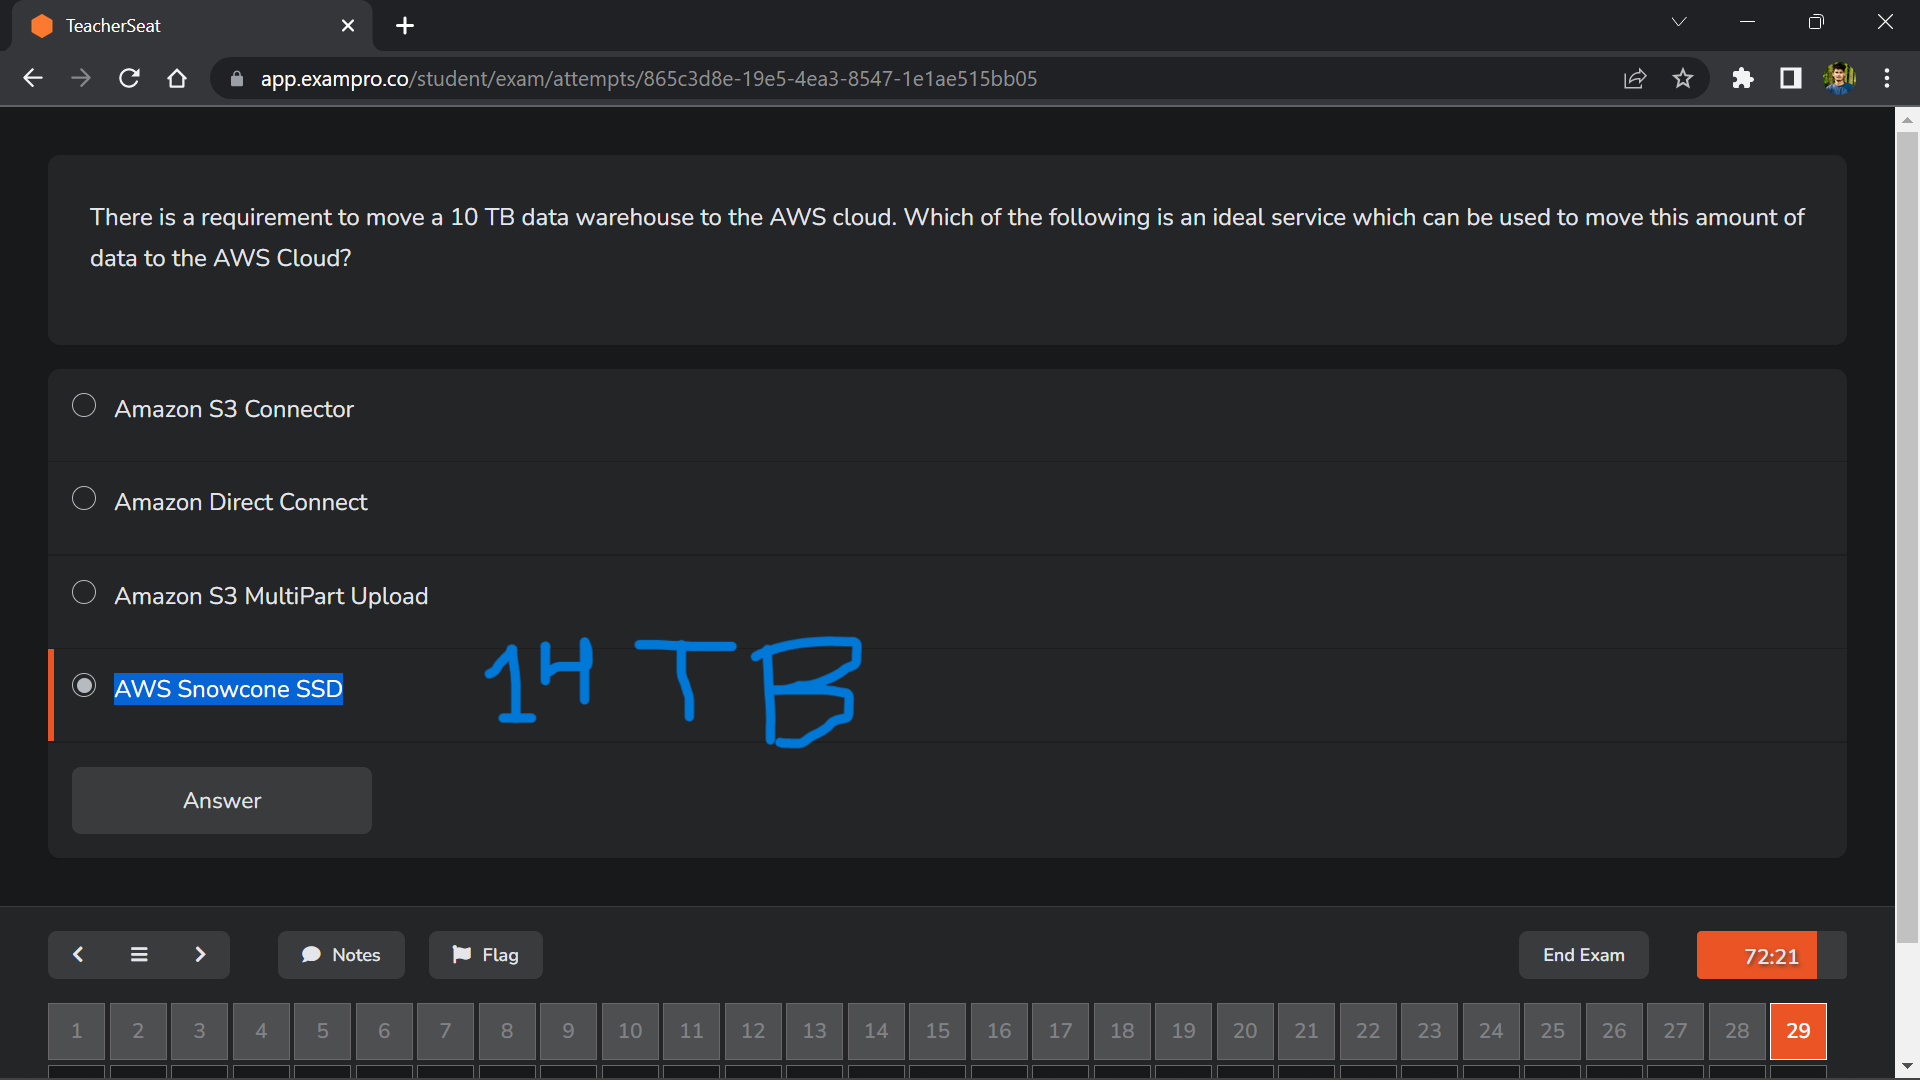 TeacherSeat
app.exampro.co/student/exam/attempts/865c3d8e-19e5-4ea3-8547-1e1ae515bb05
There is a requirement to move a 10 TB data warehouse to the AWS cloud. Which of the following is an ideal service which can be used to move this amount of
data to the AWS Cloud?
Amazon S3 Connector
Amazon Direct Connect
Amazon S3 MultiPart Upload
AWS Snowcone SSD 14 TB
Answer
Notes Flag End Exam 72:21
1 2 3 4 5 6 7 8 9 10 11 12 13 14 15 16 17 18 19 20 21 22 23 24 25 26 27 28 29